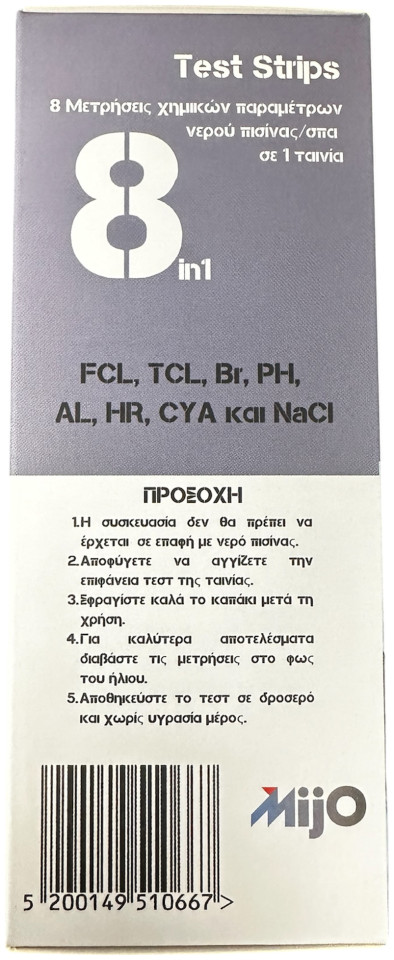 Test Strips
8 Μετρήσεις χημικών παραμέτρων
νερού πισίνας/σπα
σε 1 ταινία
8in1
FCL, TCL, Br, PH,
AL, HR, CYA και NaCl
ΠΡΟΣΟΧΗ
1.Η συσκευασία δεν θα πρέπει να
έρχεται σε επαφή με νερό πισίνας.
2.Αποφύγετε να αγγίζετε την
επιφάνεια τεστ της ταινίας.
3.Σφραγίστε καλά το καπάκι μετά τη
χρήση.
4.Για καλύτερα αποτελέσματα
διαβάστε τις μετρήσεις στο φως
του ήλιου.
5.Αποθηκεύστε το τεστ σε δροσερό
και χωρίς υγρασία μέρος.
Mijo
5 200149 510667 >